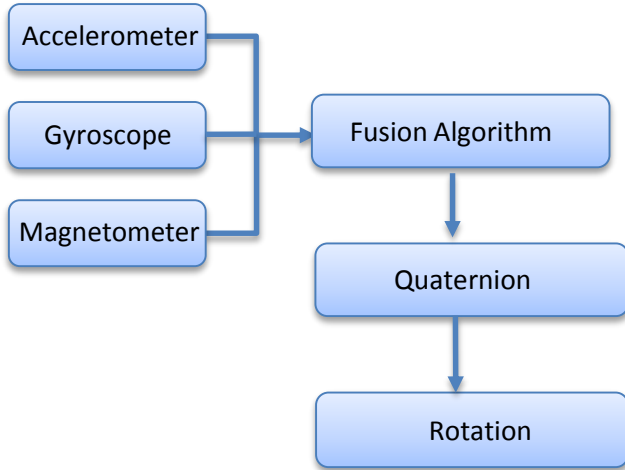 Accelerometer
Gyroscope
Magnetometer
Fusion Algorithm
Quaternion
Rotation